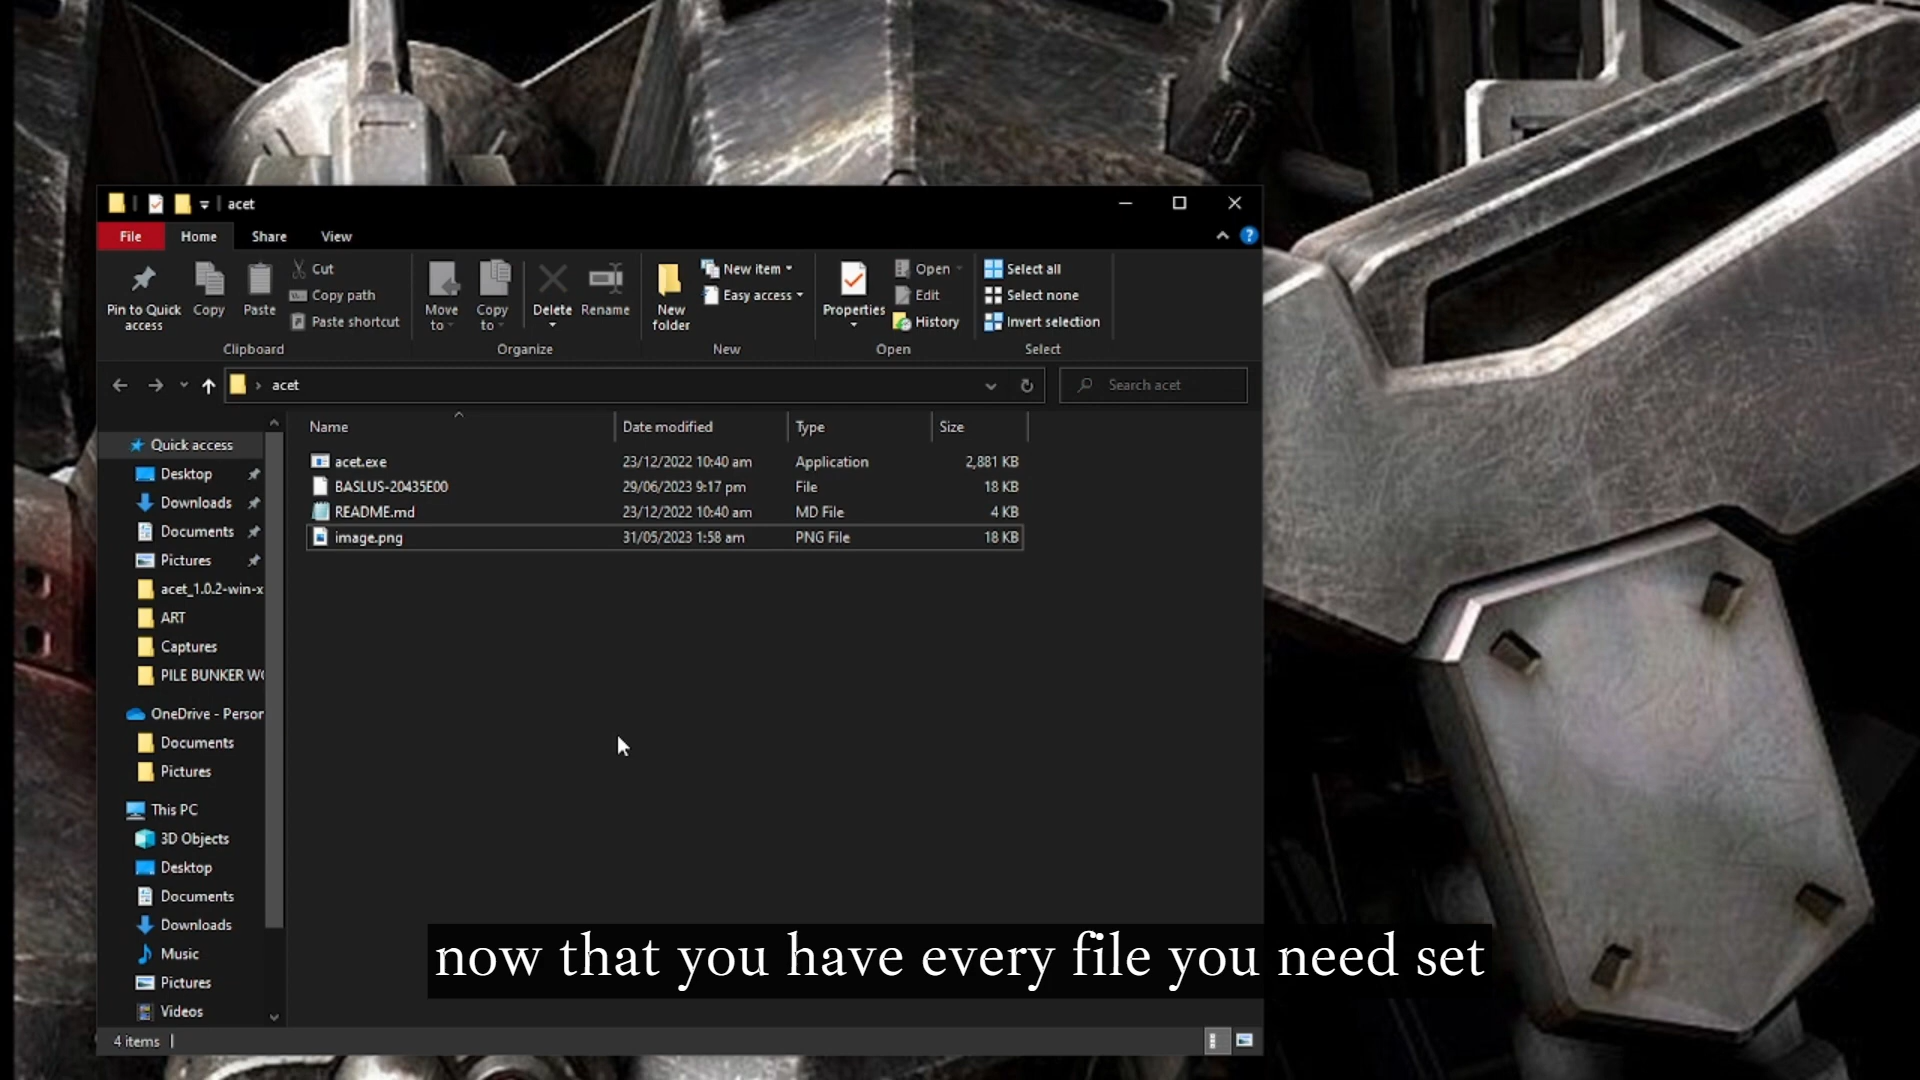 acet
File Home Share View
Pin to Quick access
Copy
Paste
Cut
Copy path
Paste shortcut
Clipboard
Move to
Copy to
Delete
Rename
Organize
New folder
New item
Easy access
New
Properties
Open
Edit
History
Open
Select all
Select none
Invert selection
Select
acet
Search acet
Name Date modified Type Size
acet.exe 23/12/2022 10:40 am Application 2,881 KB
BASLUS-20435E00 29/06/2023 9:17 pm File 18 KB
README.md 23/12/2022 10:40 am MD File 4 KB
image.png 31/05/2023 1:58 am PNG File 18 KB
Quick access
Desktop
Downloads
Documents
Pictures
acet_1.0.2-win-x
ART
Captures
PILE BUNKER W
OneDrive - Person
Documents
Pictures
This PC
3D Objects
Desktop
Documents
Downloads
Music
Pictures
Videos
now that you have every file you need set
4 items